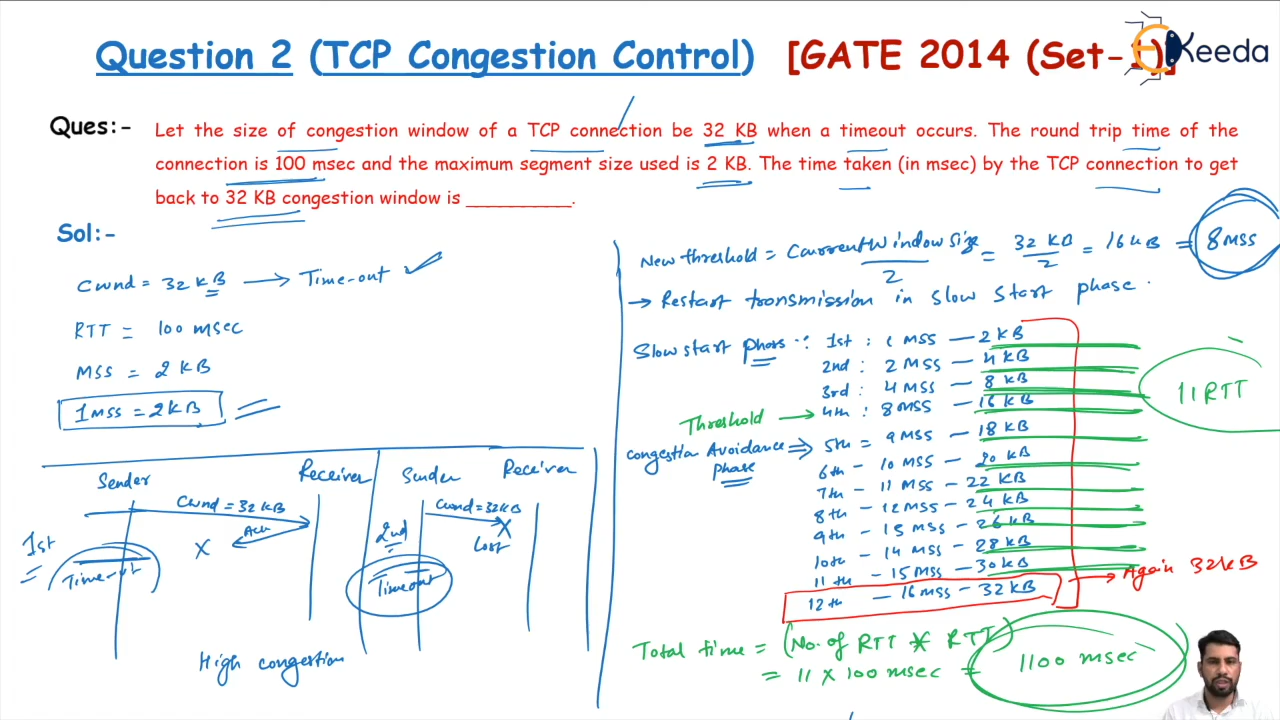 Question 2 (TCP Congestion Control) [GATE 2014 (Set-1)]
Keeda
Ques:- Let the size of congestion window of a TCP connection be 32 KB when a timeout occurs. The round trip time of the
connection is 100 msec and the maximum segment size used is 2 KB. The time taken (in msec) by the TCP connection to get
back to 32 KB congestion window is __________.
Sol:-
Cwnd = 32 KB → Time-out
RTT = 100 msec
MSS = 2 KB
1MSS = 2KB
Sender Receiver
Cwnd = 32 KB
Ack
1st X
Time-out
Sender Receiver
Cwnd=32KB
2nd X
Lost
Timeout
High congestion
New threshold = Current Window Size / 2 = 32 KB / 2 = 16 KB = 8 MSS
→ Restart transmission in slow start phase.
Slow start phase : 1st : 1 MSS — 2 KB
2nd : 2 MSS — 4 KB
3rd : 4 MSS — 8 KB
Threshold → 4th : 8 MSS — 16 KB
11 RTT
Congestion Avoidance phase ⇒ 5th = 9 MSS — 18 KB
6th — 10 MSS — 20 KB
7th — 11 MSS — 22 KB
8th — 12 MSS — 24 KB
9th — 13 MSS — 26 KB
10th — 14 MSS — 28 KB
11th — 15 MSS — 30 KB
12th — 16 MSS — 32 KB → Again 32 KB
Total time = (No. of RTT * RTT)
= 11 X 100 msec = 1100 msec